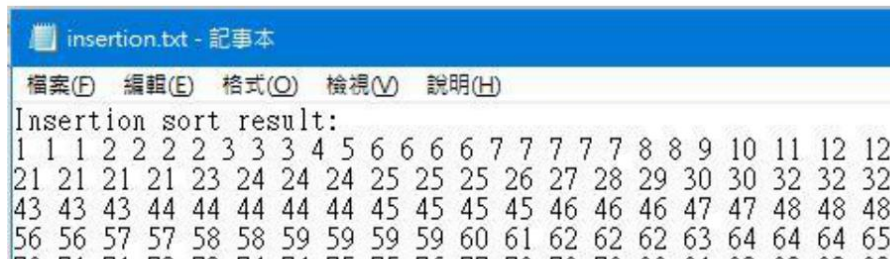 insertion.txt - 記事本
檔案(F) 編輯(E) 格式(O) 檢視(V) 說明(H)
Insertion sort result:
1 1 1 2 2 2 2 3 3 3 4 5 6 6 6 6 7 7 7 7 7 8 8 9 10 11 12 12
21 21 21 21 23 24 24 24 25 25 25 26 27 28 29 30 30 32 32 32
43 43 43 44 44 44 44 44 45 45 45 45 46 46 46 47 47 48 48 48
56 56 57 57 58 58 59 59 59 59 60 61 62 62 62 63 64 64 64 65